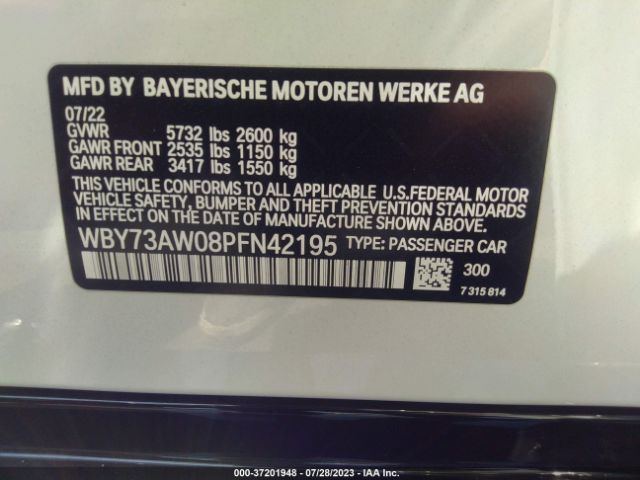 MFD BY BAYERISCHE MOTOREN WERKE AG
07/22
GVWR 5732 lbs 2600 kg
GAWR FRONT 2535 lbs 1150 kg
GAWR REAR 3417 lbs 1550 kg
THIS VEHICLE CONFORMS TO ALL APPLICABLE U.S.FEDERAL MOTOR
VEHICLE SAFETY, BUMPER AND THEFT PREVENTION STANDARDS
IN EFFECT ON THE DATE OF MANUFACTURE SHOWN ABOVE.
WBY73AW08PFN42195 TYPE: PASSENGER CAR
300
7 315 814
000-37201948 - 07/28/2023 - IAA Inc.